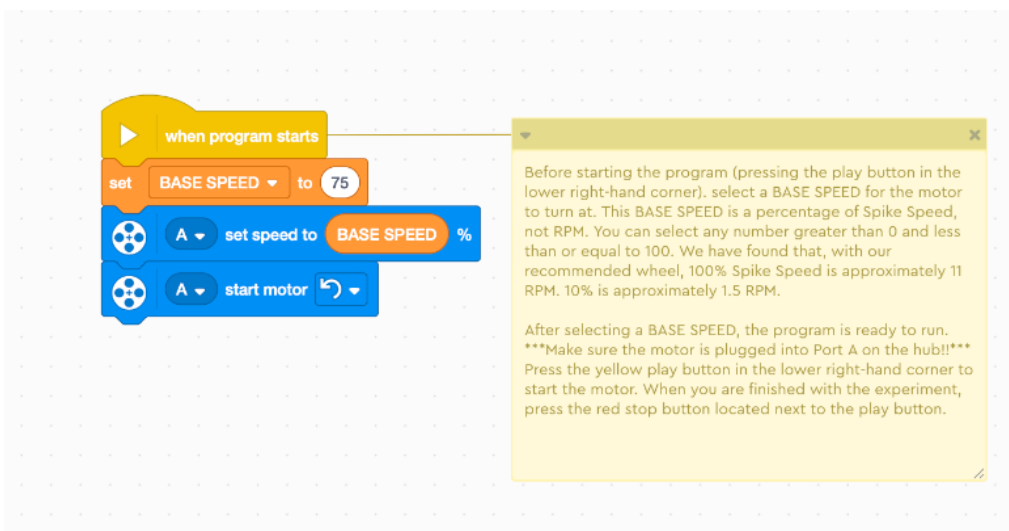 when program starts
set BASE SPEED to 75
A set speed to BASE SPEED %
A start motor
Before starting the program (pressing the play button in the
lower right-hand corner). select a BASE SPEED for the motor
to turn at. This BASE SPEED is a percentage of Spike Speed,
not RPM. You can select any number greater than 0 and less
than or equal to 100. We have found that, with our
recommended wheel, 100% Spike Speed is approximately 11
RPM. 10% is approximately 1.5 RPM.
After selecting a BASE SPEED, the program is ready to run.
***Make sure the motor is plugged into Port A on the hub!!***
Press the yellow play button in the lower right-hand corner to
start the motor. When you are finished with the experiment,
press the red stop button located next to the play button.